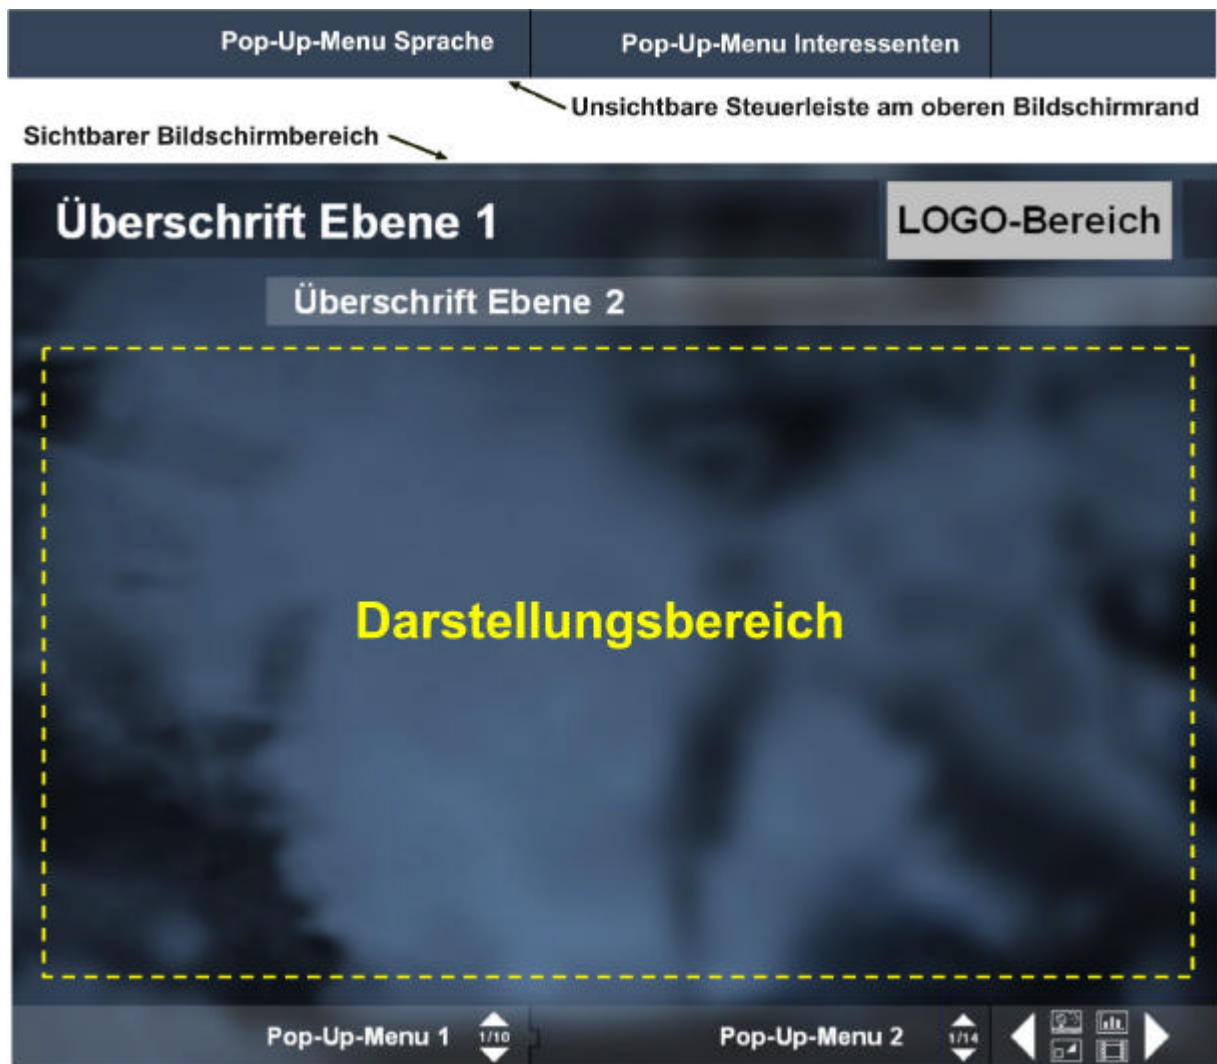 Pop-Up-Menu Sprache
Pop-Up-Menu Interessenten
Unsichtbare Steuerleiste am oberen Bildschirmrand
Sichtbarer Bildschirmbereich
Überschrift Ebene 1
LOGO-Bereich
Überschrift Ebene 2
Darstellungsbereich
Pop-Up-Menu 1
1/10
Pop-Up-Menu 2
1/14